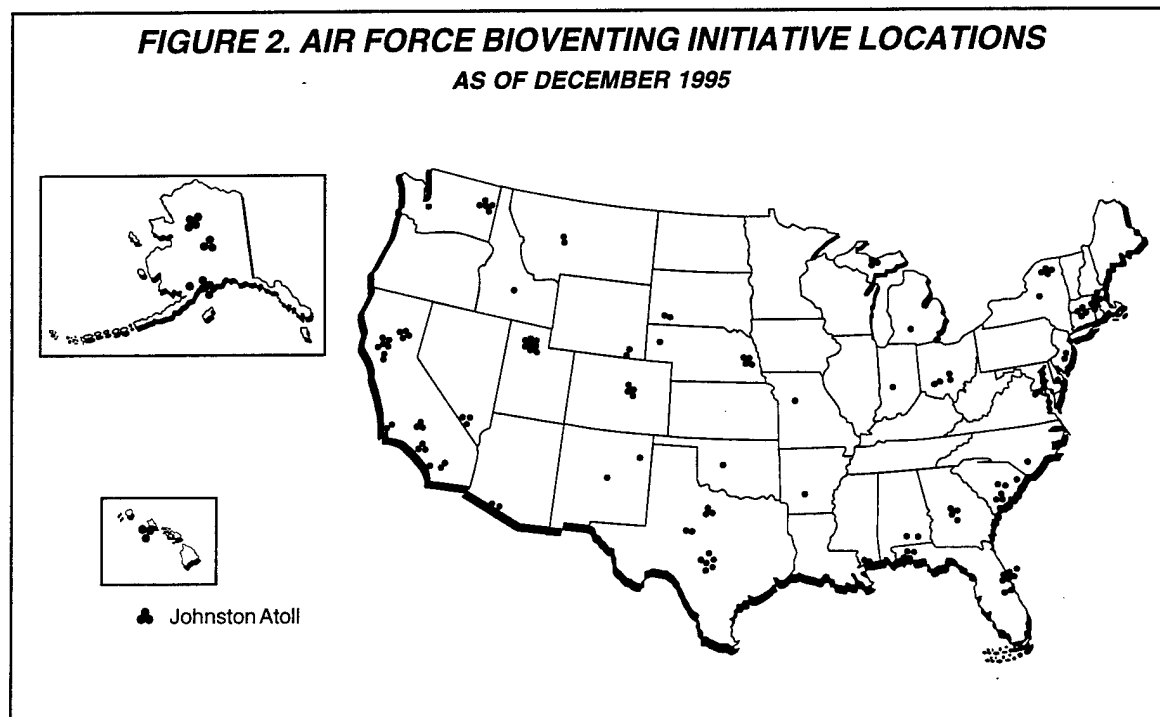 FIGURE 2. AIR FORCE BIOVENTING INITIATIVE LOCATIONS
AS OF DECEMBER 1995
Johnston Atoll